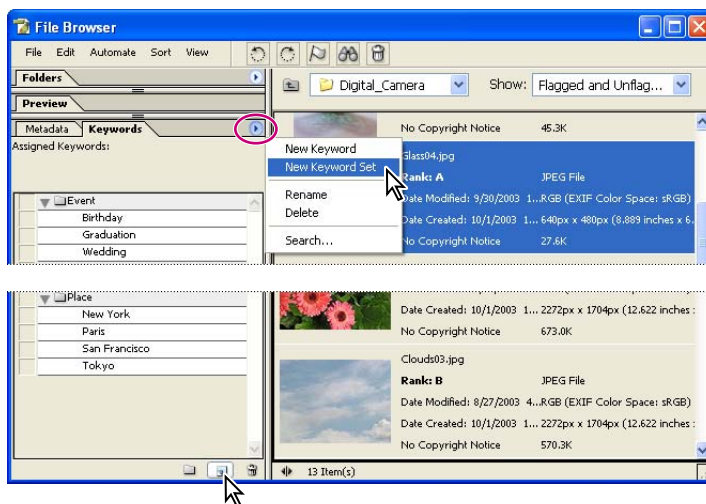 File Browser
File Edit Automate Sort View
Folders
Digital_Camera Show: Flagged and Unflag...
Preview
Metadata Keywords
No Copyright Notice 45.3K
Assigned Keywords:
New Keyword
New Keyword Set
Rename
Delete
Search...
Glass04.jpg
Rank: A JPEG File
Date Modified: 9/30/2003 1...RGB (EXIF Color Space: sRGB)
Date Created: 10/1/2003 1... 640px x 480px (8.889 inches x 6.
No Copyright Notice 27.6K
Event
Birthday
Graduation
Wedding
Place
New York
Paris
San Francisco
Tokyo
Date Created: 10/1/2003 1... 2272px x 1704px (12.622 inches :
No Copyright Notice 673.0K
Clouds03.jpg
Rank: B JPEG File
Date Modified: 8/27/2003 4...RGB (EXIF Color Space: sRGB)
Date Created: 10/1/2003 1... 2272px x 1704px (12.622 inches :
No Copyright Notice 570.3K
13 Item(s)